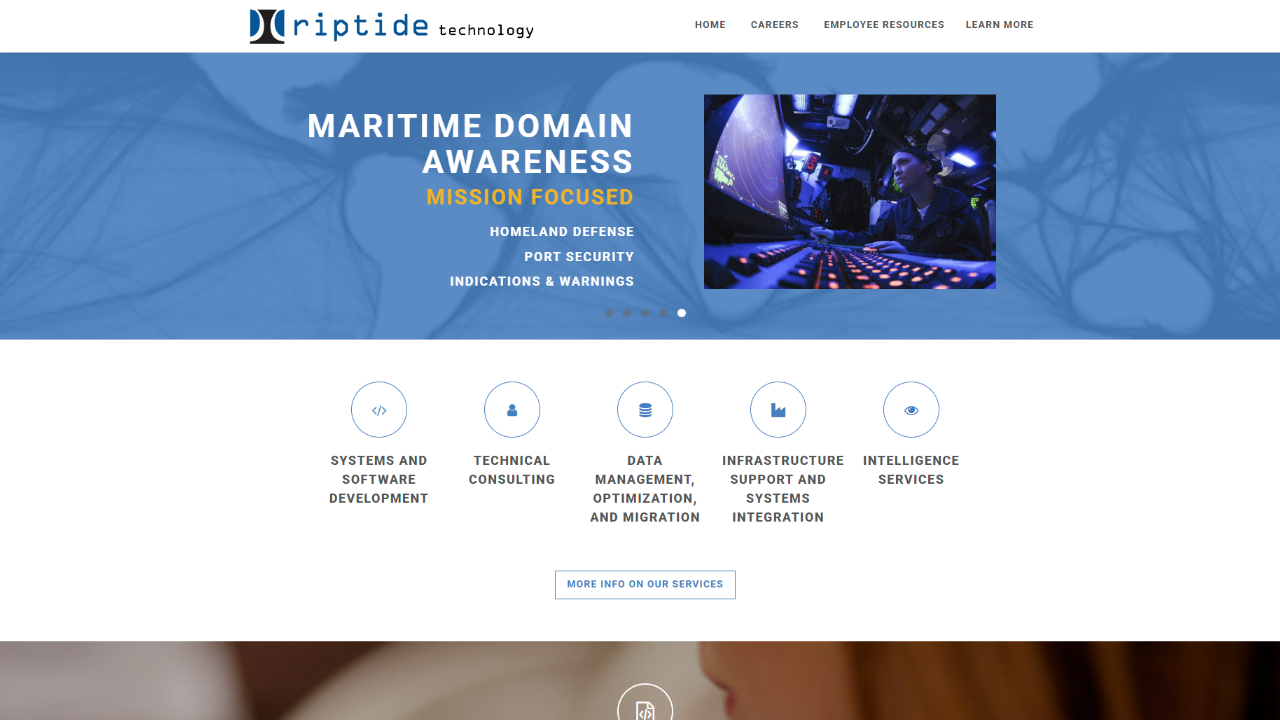 riptide technology
HOME CAREERS EMPLOYEE RESOURCES LEARN MORE
MARITIME DOMAIN
AWARENESS
MISSION FOCUSED
HOMELAND DEFENSE
PORT SECURITY
INDICATIONS & WARNINGS
SYSTEMS AND
SOFTWARE
DEVELOPMENT
TECHNICAL
CONSULTING
DATA
MANAGEMENT,
OPTIMIZATION,
AND MIGRATION
INFRASTRUCTURE
SUPPORT AND
SYSTEMS
INTEGRATION
INTELLIGENCE
SERVICES
MORE INFO ON OUR SERVICES